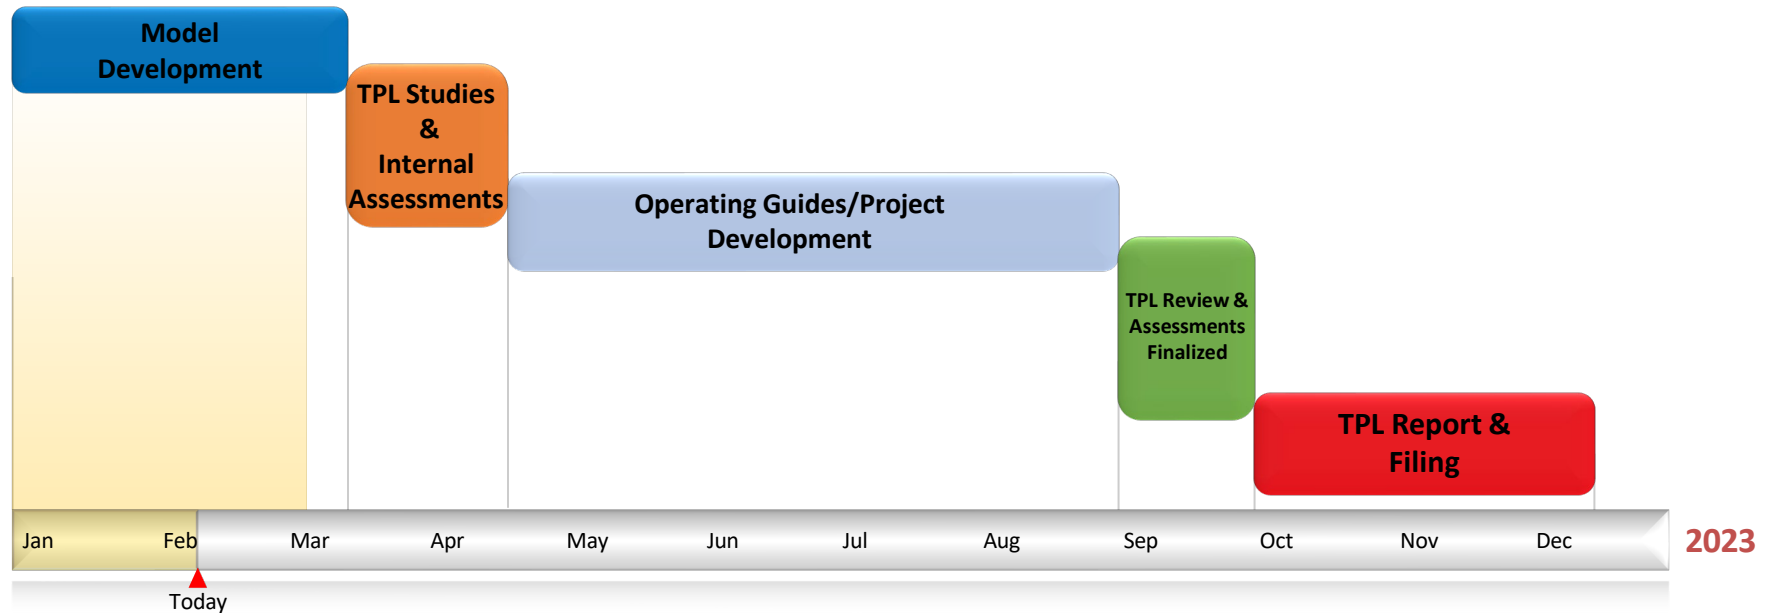 Model
Development
TPL Studies
&
Internal
Assessments
Operating Guides/Project
Development
TPL Review &
Assessments
Finalized
TPL Report &
Filing
Jan Feb Mar Apr May Jun Jul Aug Sep Oct Nov Dec 2023
Today